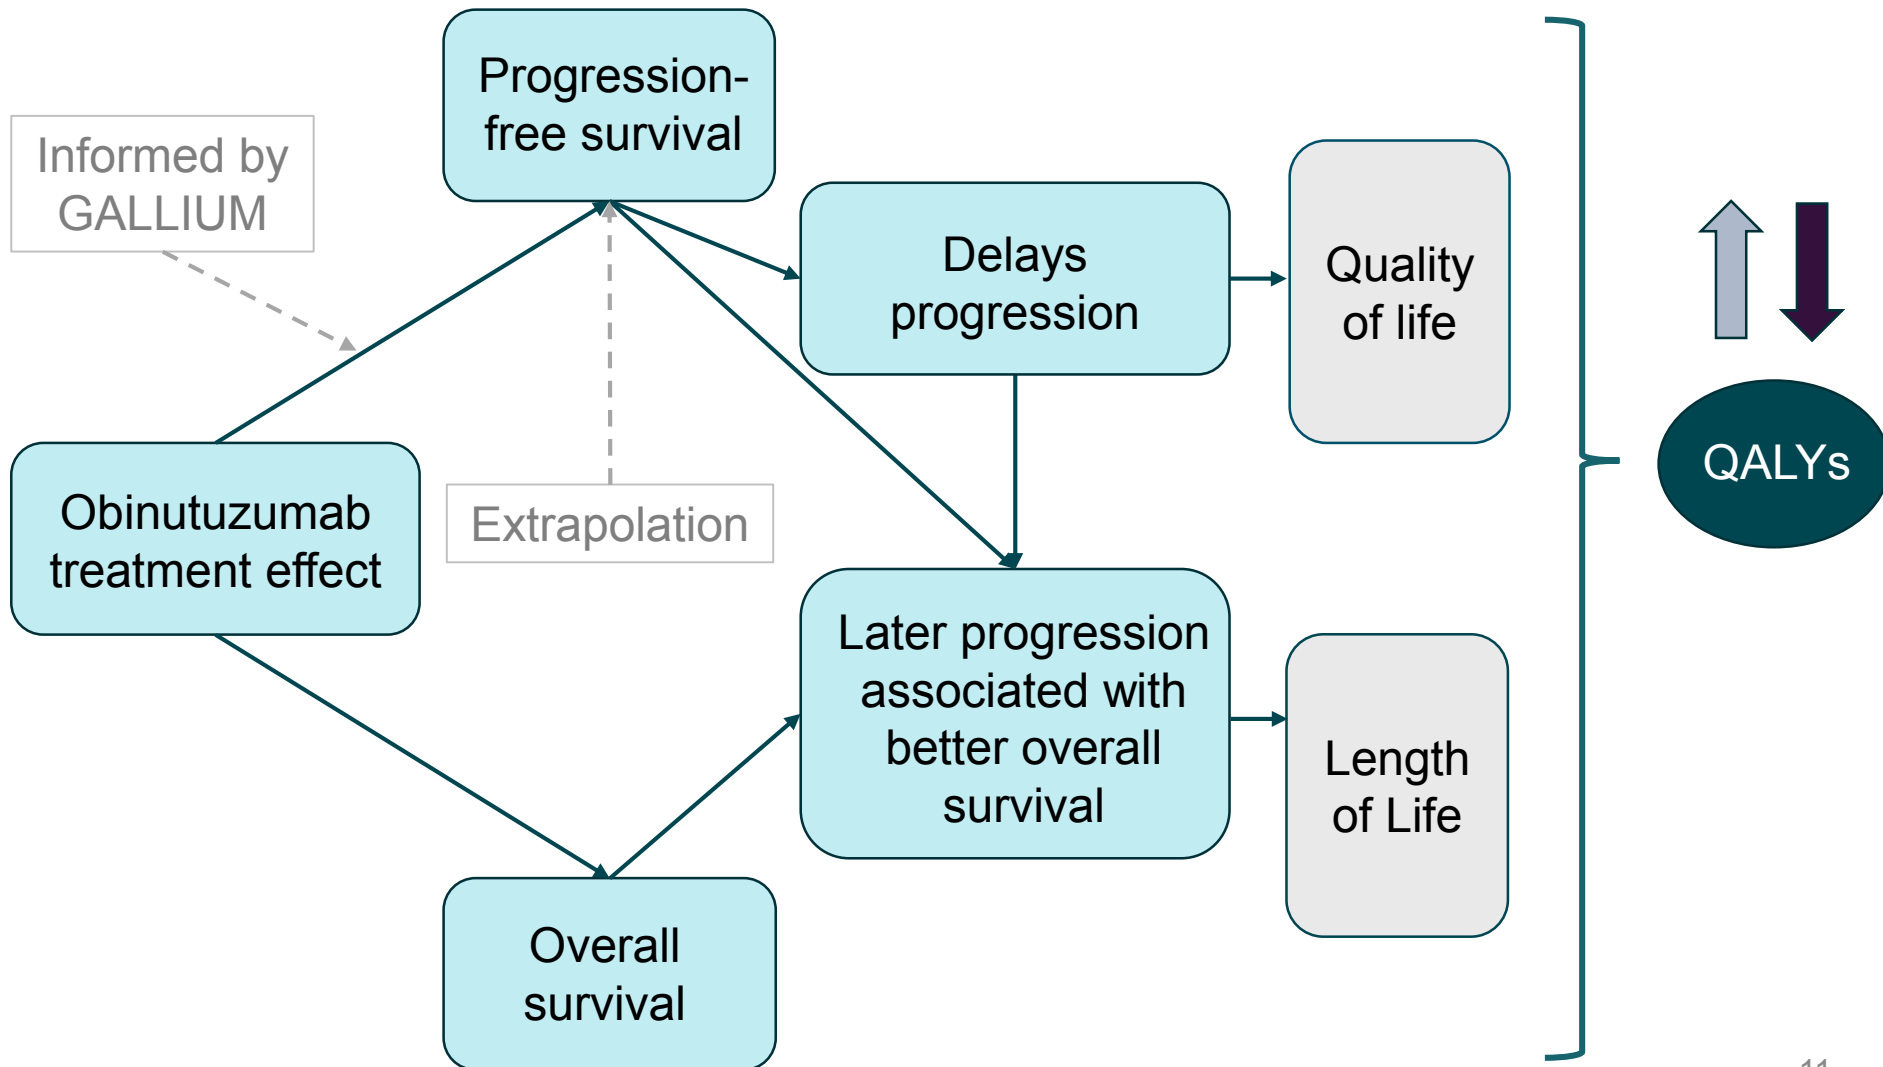 Progression-
free survival
Informed by
GALLIUM
Delays
progression
Quality
of life
QALYs
Obinutuzumab
treatment effect
Extrapolation
Later progression
associated with
better overall
survival
Length
of Life
Overall
survival
11